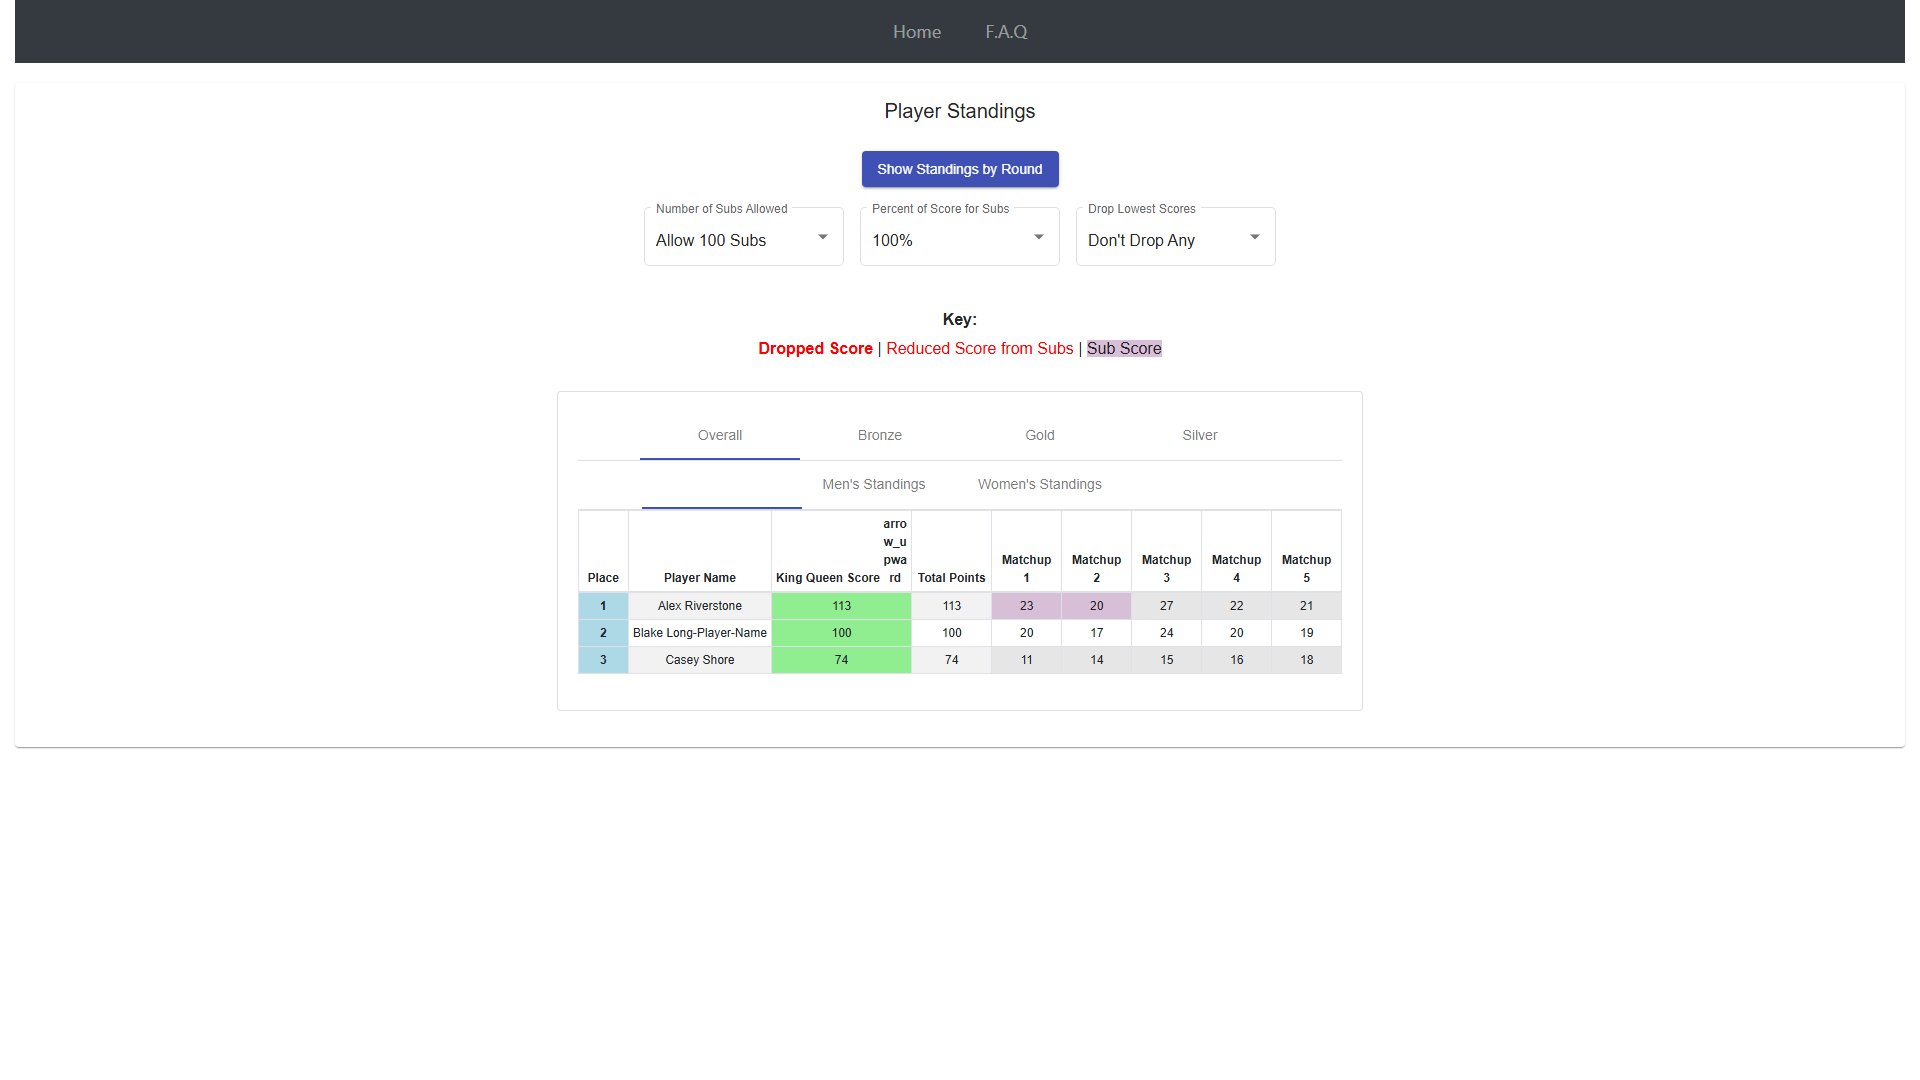 Home F.A.Q
Player Standings
Show Standings by Round
Number of Subs Allowed Percent of Score for Subs Drop Lowest Scores
Allow 100 Subs 100% Don't Drop Any
Key:
Dropped Score | Reduced Score from Subs | Sub Score
Overall Bronze Gold Silver
Men's Standings Women's Standings
Place Player Name King Queen Score arrow_upward Total Points Matchup 1 Matchup 2 Matchup 3 Matchup 4 Matchup 5
1 Alex Riverstone 113 113 23 20 27 22 21
2 Blake Long-Player-Name 100 100 20 17 24 20 19
3 Casey Shore 74 74 11 14 15 16 18